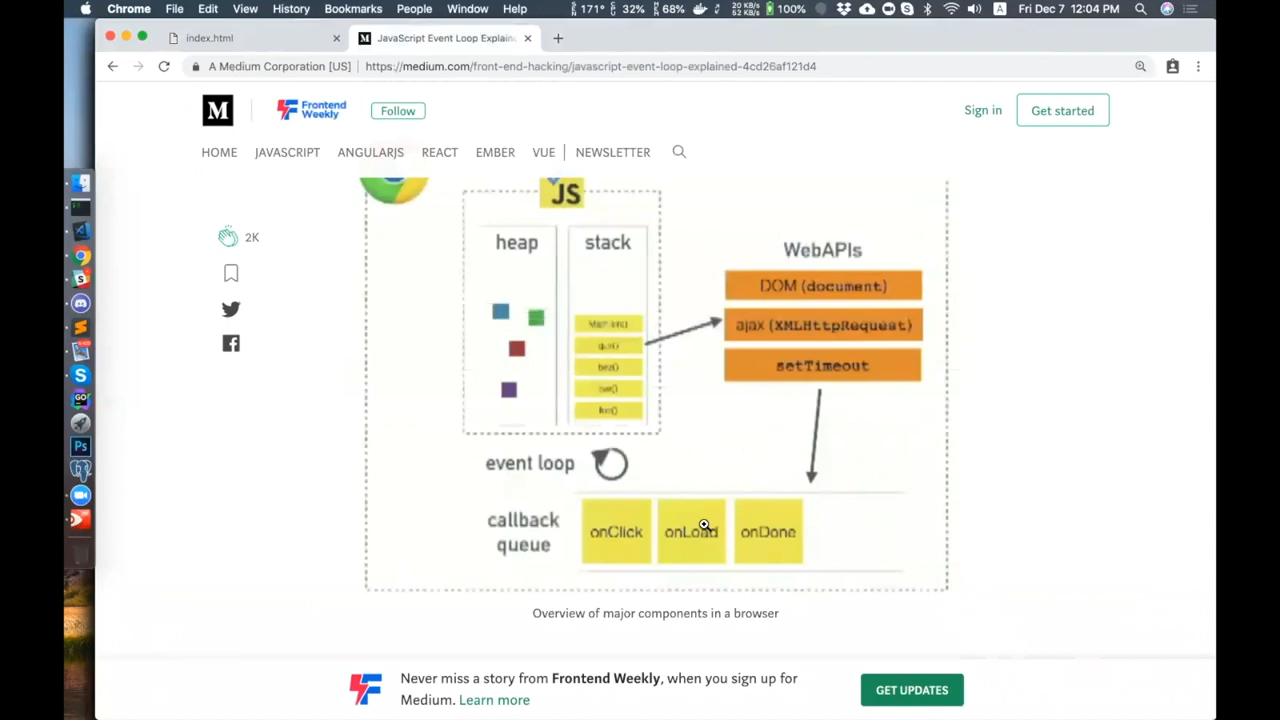 Chrome File Edit View History Bookmarks People Window Help 171° 32% 68% 20 KB/s 52 KB/s 100% A Fri Dec 7 12:04 PM
index.html × M JavaScript Event Loop Explain × +
A Medium Corporation [US] | https://medium.com/front-end-hacking/javascript-event-loop-explained-4cd26af121d4
M Frontend Weekly Follow Sign in Get started
HOME JAVASCRIPT ANGULARJS REACT EMBER VUE NEWSLETTER
2K
JS
heap stack
WebAPIs
DOM (document)
ajax (XMLHttpRequest)
setTimeout
event loop
callback
queue
onClick onLoad onDone
Overview of major components in a browser
Never miss a story from Frontend Weekly, when you sign up for
Medium. Learn more
GET UPDATES